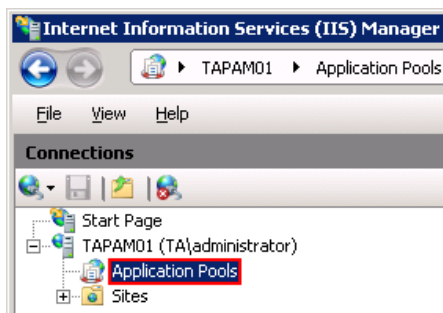 Internet Information Services (IIS) Manager
TAPAM01 Application Pools
File View Help
Connections
Start Page
TAPAM01 (TA\administrator)
Application Pools
Sites